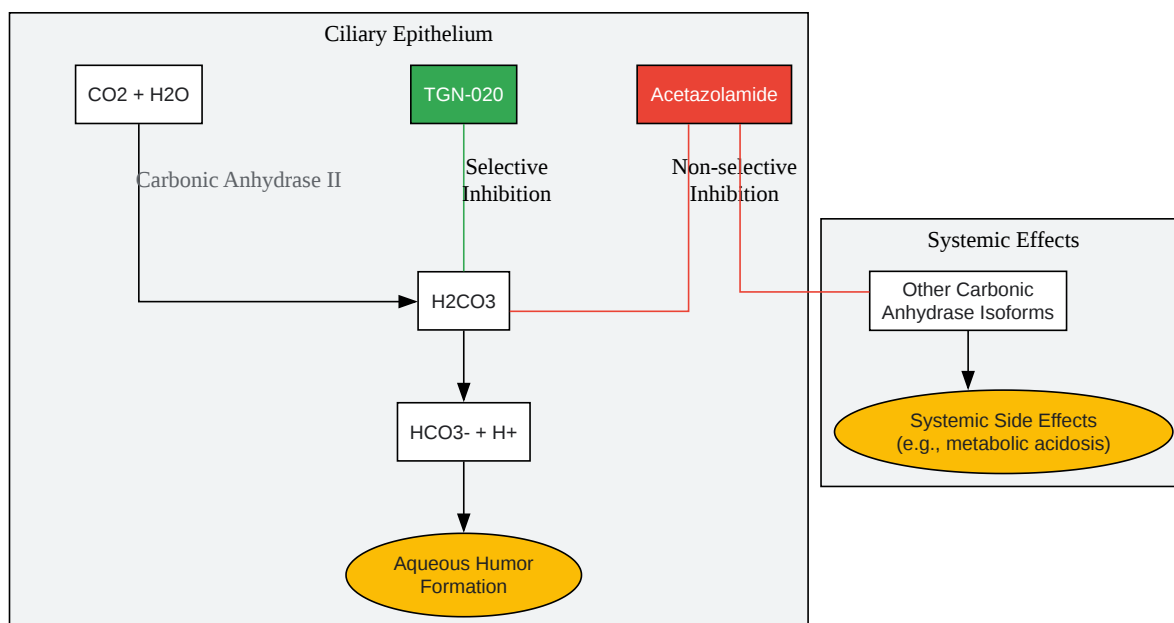 Ciliary Epithelium
CO2 + H2O
TGN-020
Acetazolamide
Carbonic Anhydrase II
Selective
Inhibition
Non-selective
Inhibition
Systemic Effects
H2CO3
Other Carbonic
Anhydrase Isoforms
HCO3- + H+
Systemic Side Effects
(e.g., metabolic acidosis)
Aqueous Humor
Formation